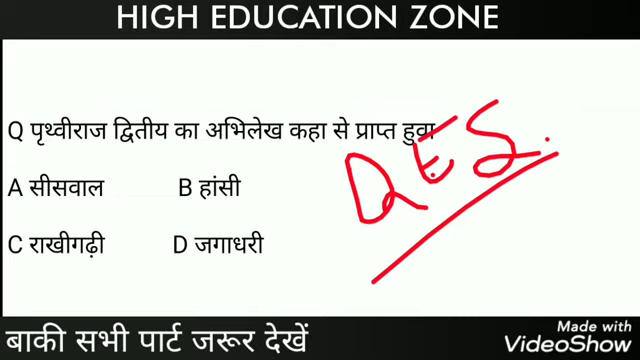 HIGH EDUCATION ZONE
Q पृथ्वीराज द्वितीय का अभिलेख कहा से प्राप्त हुवा
A सीसवाल B हांसी
C राखीगढ़ी D जगाधरी
बाकी सभी पार्ट जरूर देखें
Made with
VideoShow